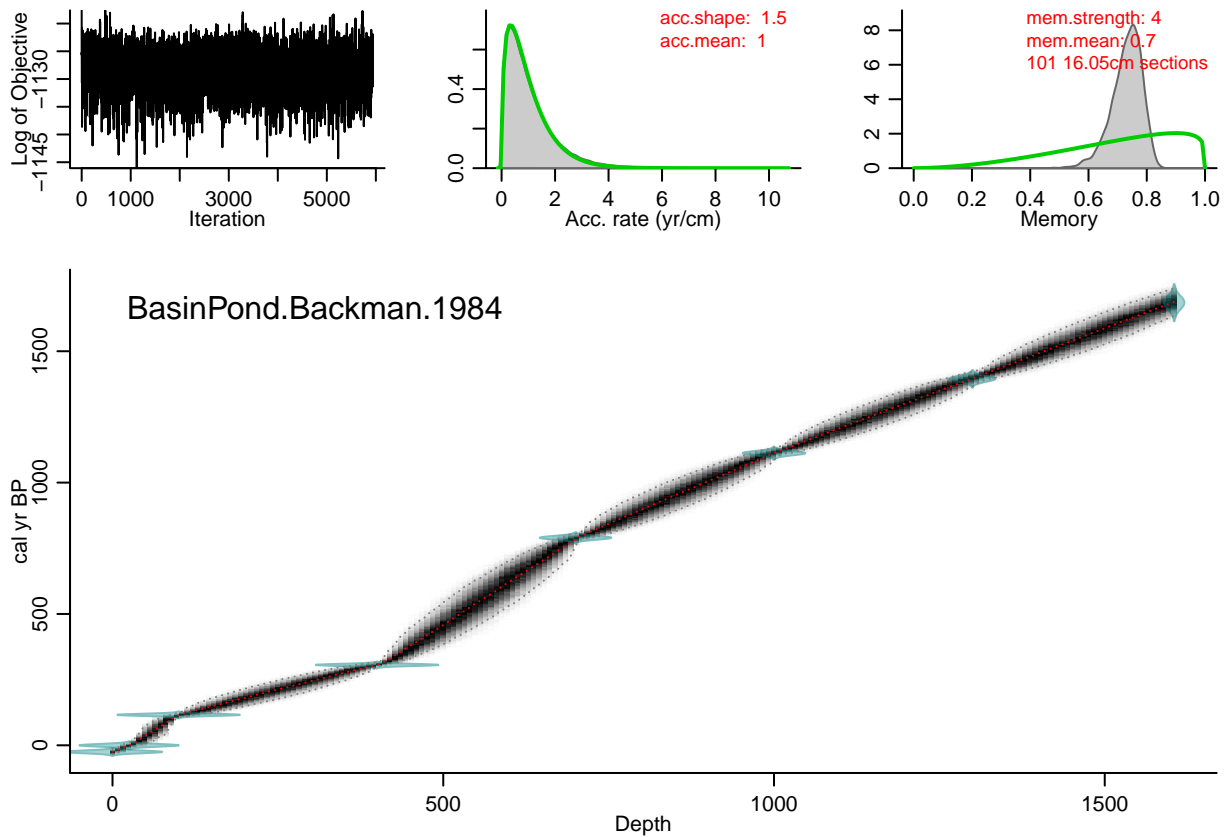 Log of Objective
−1145
−1130
0
1000
3000
5000
Iteration
0.0
0.4
acc.shape: 1.5
acc.mean: 1
0
2
4
6
8
10
Acc. rate (yr/cm)
0
2
4
6
8
mem.strength: 4
mem.mean: 0.7
101 16.05cm sections
0.0
0.2
0.4
0.6
0.8
1.0
Memory
BasinPond.Backman.1984
cal yr BP
0
500
1000
1500
0
500
1000
1500
Depth